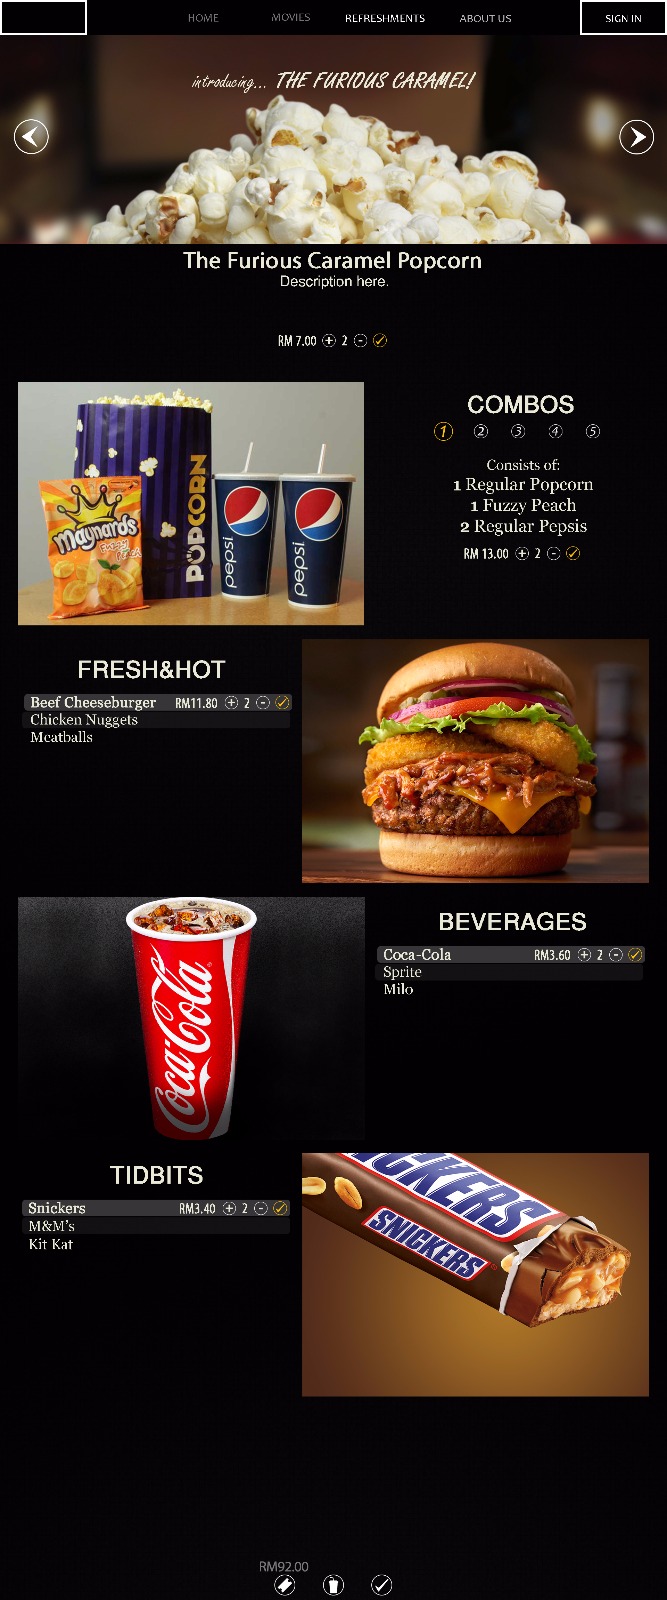 HOME MOVIES REFRESHMENTS ABOUT US SIGN IN
introducing... THE FURIOUS CARAMEL!
The Furious Caramel Popcorn
Description here.
RM 7.00 + 2 -
POPCORN
Maynards
Fuzzy Peach
pepsi
pepsi
COMBOS
1 2 3 4 5
Consists of:
1 Regular Popcorn
1 Fuzzy Peach
2 Regular Pepsis
RM 13.00 + 2 -
FRESH&HOT
Beef Cheeseburger RM11.80 + 2 -
Chicken Nuggets
Meatballs
Coca-Cola
BEVERAGES
Coca-Cola RM3.60 + 2 -
Sprite
Milo
TIDBITS
Snickers RM3.40 + 2 -
M&M's
Kit Kat
ICKERS
SNICKERS
RM92.00